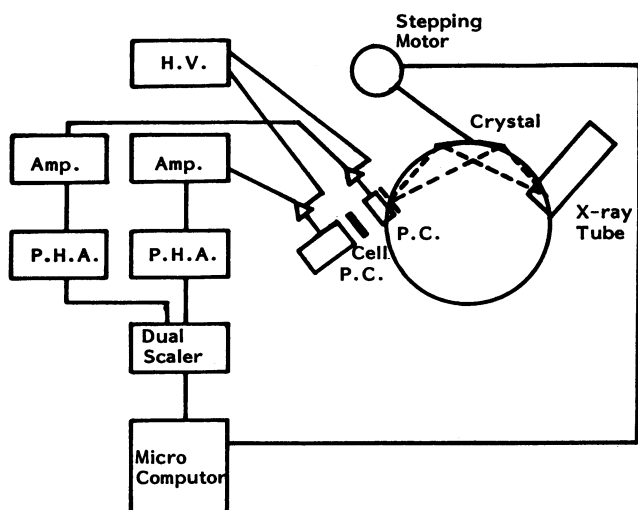 Stepping
Motor
H.V.
Crystal
Amp.
Amp.
X-ray
Tube
P.C.
Cell
P.C.
P.H.A.
P.H.A.
Dual
Scaler
Micro
Computor